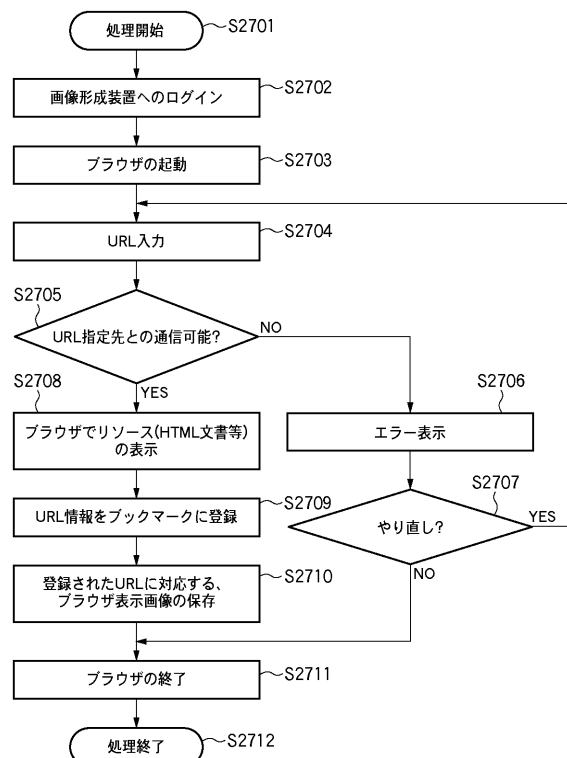 処理開始
S2701
画像形成装置へのログイン
S2702
ブラウザの起動
S2703
URL入力
S2704
S2705
URL指定先との通信可能?
NO
YES
S2708
S2706
ブラウザでリソース(HTML文書等)
の表示
エラー表示
URL情報をブックマークに登録
S2709
S2707
やり直し?
YES
NO
登録されたURLに対応する、
ブラウザ表示画像の保存
S2710
ブラウザの終了
S2711
処理終了
S2712